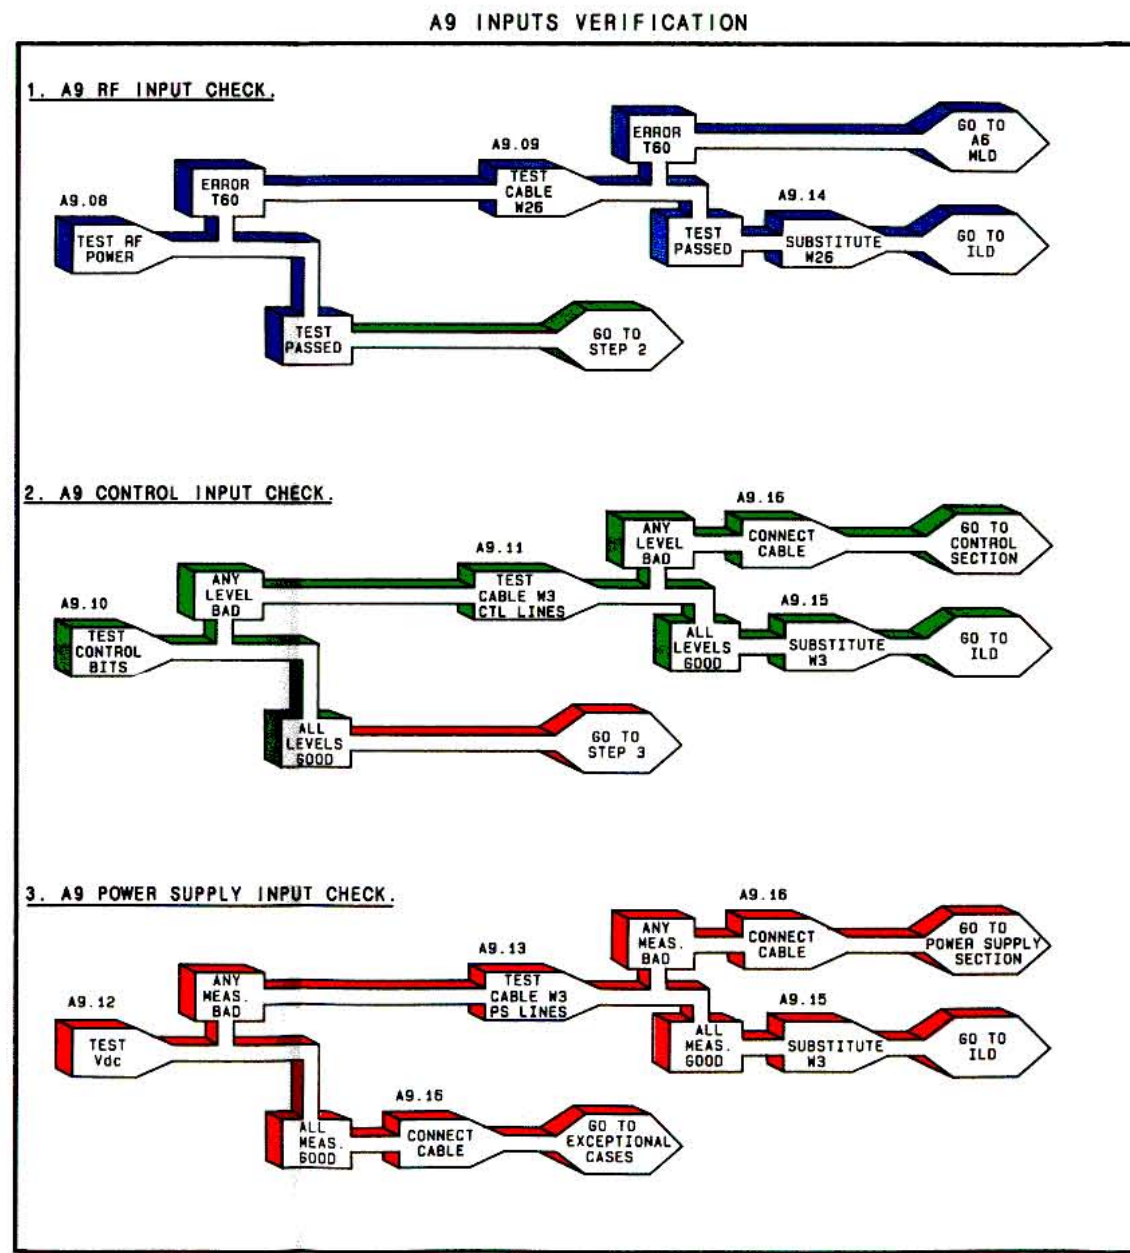 A9 INPUTS VERIFICATION
1. A9 RF INPUT CHECK.
A9.08
TEST RF
POWER
ERROR
T60
TEST
PASSED
GO TO
STEP 2
A9.09
TEST
CABLE
W26
ERROR
T60
GO TO
A6
MLD
TEST
PASSED
A9.14
SUBSTITUTE
W26
GO TO
ILD
2. A9 CONTROL INPUT CHECK.
A9.10
TEST
CONTROL
BITS
ANY
LEVEL
BAD
ALL
LEVELS
GOOD
GO TO
STEP 3
A9.11
TEST
CABLE W3
CTL LINES
ANY
LEVEL
BAD
A9.16
CONNECT
CABLE
GO TO
CONTROL
SECTION
ALL
LEVELS
GOOD
A9.15
SUBSTITUTE
W3
GO TO
ILD
3. A9 POWER SUPPLY INPUT CHECK.
A9.12
TEST
Vdc
ANY
MEAS.
BAD
ALL
MEAS.
GOOD
A9.16
CONNECT
CABLE
GO TO
EXCEPTIONAL
CASES
A9.13
TEST
CABLE W3
PS LINES
ANY
MEAS.
BAD
A9.16
CONNECT
CABLE
GO TO
POWER SUPPLY
SECTION
ALL
MEAS.
GOOD
A9.15
SUBSTITUTE
W3
GO TO
ILD